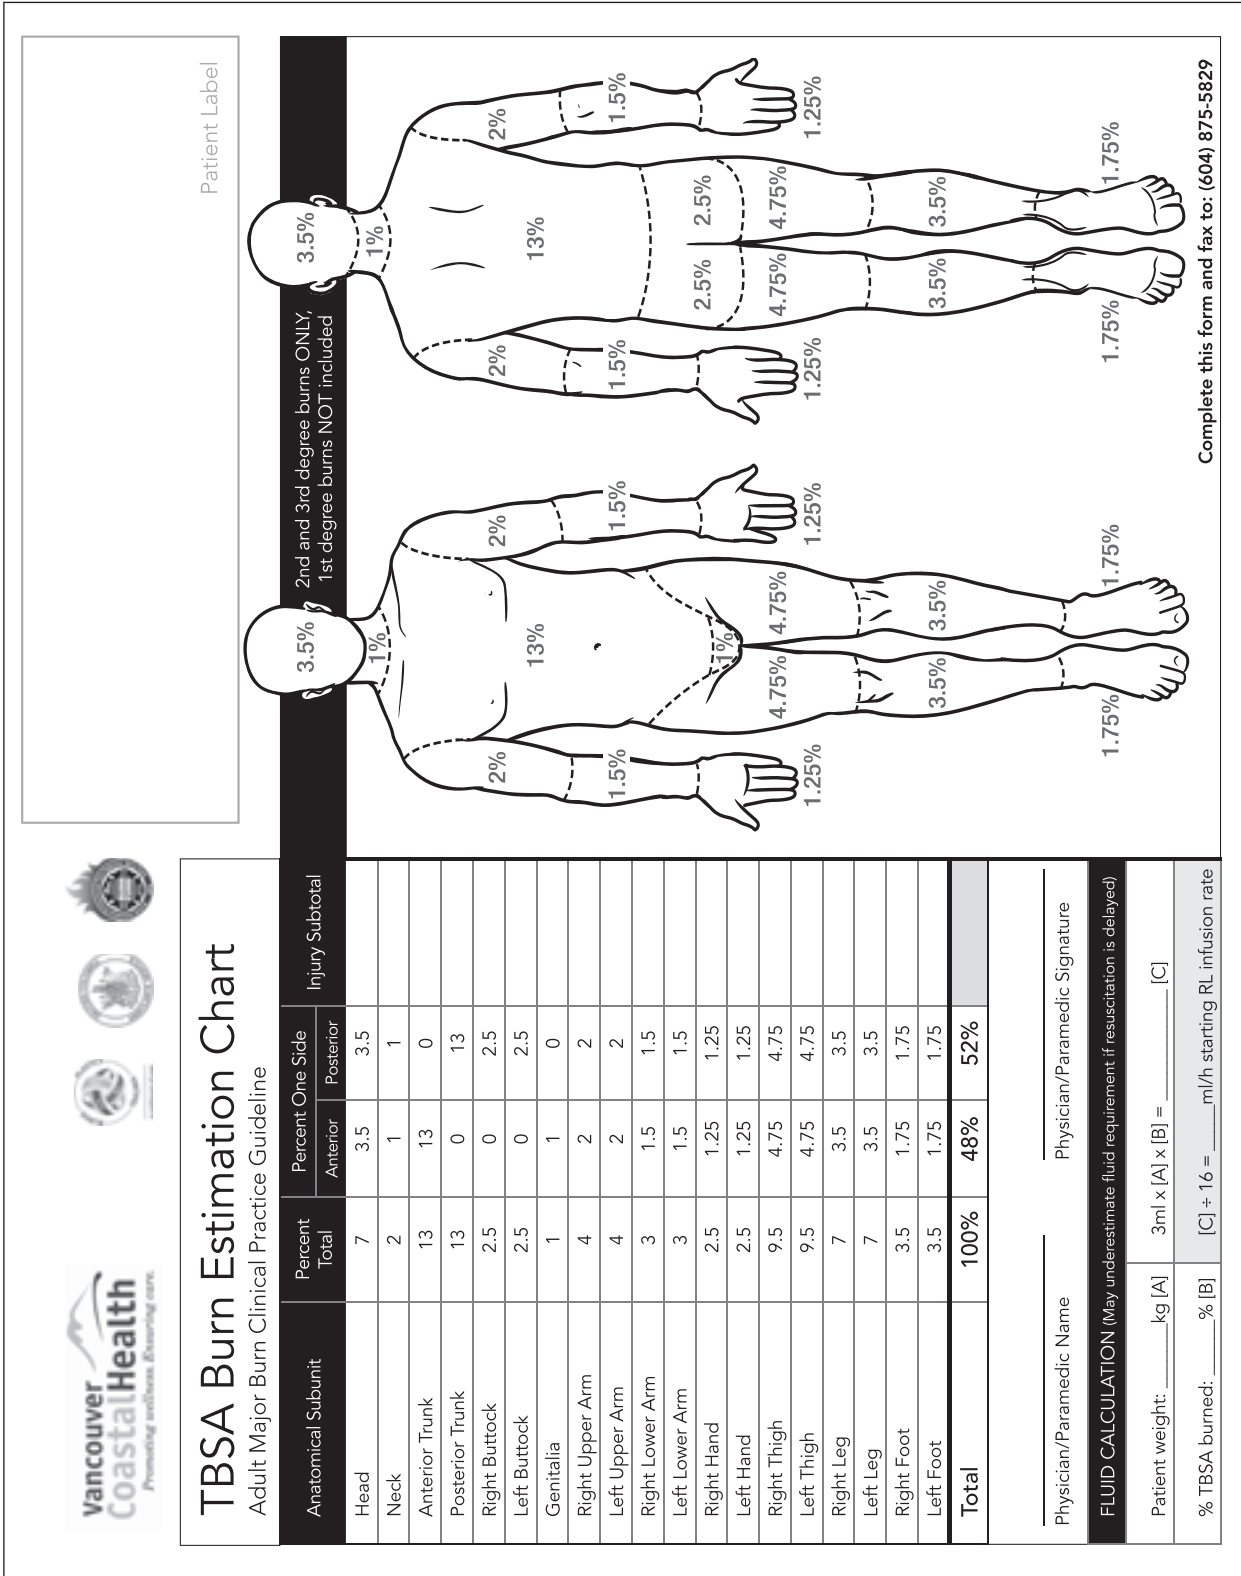 Vancouver
CoastalHealth
Promoting wellness. Ensuring care.
Patient Label
TBSA Burn Estimation Chart
Adult Major Burn Clinical Practice Guideline
Anatomical Subunit Percent Total Percent One Side Injury Subtotal
Anterior Posterior
Head 7 3.5 3.5
Neck 2 1 1
Anterior Trunk 13 13 0
Posterior Trunk 13 0 13
Right Buttock 2.5 0 2.5
Left Buttock 2.5 0 2.5
Genitalia 1 1 0
Right Upper Arm 4 2 2
Left Upper Arm 4 2 2
Right Lower Arm 3 1.5 1.5
Left Lower Arm 3 1.5 1.5
Right Hand 2.5 1.25 1.25
Left Hand 2.5 1.25 1.25
Right Thigh 9.5 4.75 4.75
Left Thigh 9.5 4.75 4.75
Right Leg 7 3.5 3.5
Left Leg 7 3.5 3.5
Right Foot 3.5 1.75 1.75
Left Foot 3.5 1.75 1.75
Total 100% 48% 52%
Physician/Paramedic Name Physician/Paramedic Signature
FLUID CALCULATION (May underestimate fluid requirement if resuscitation is delayed)
Patient weight: ______kg [A] 3ml x [A] x [B] = __________ [C]
% TBSA burned: _____% [B] [C] ÷ 16 = _____ml/h starting RL infusion rate
2nd and 3rd degree burns ONLY,
1st degree burns NOT included
3.5% 3.5%
1% 1%
2% 13% 2% 2% 13% 2%
1.5% 1.5% 1.5% 1.5%
2.5% 2.5%
1%
4.75% 4.75% 4.75% 4.75%
1.25% 1.25% 1.25% 1.25%
3.5% 3.5% 3.5% 3.5%
1.75% 1.75% 1.75% 1.75%
Complete this form and fax to: (604) 875-5829